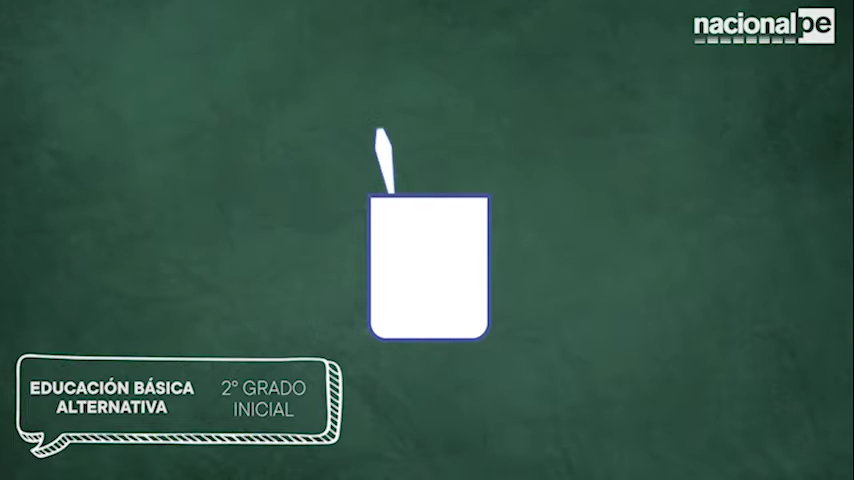 nacionalpe
EDUCACIÓN BÁSICA
ALTERNATIVA
2° GRADO
INICIAL